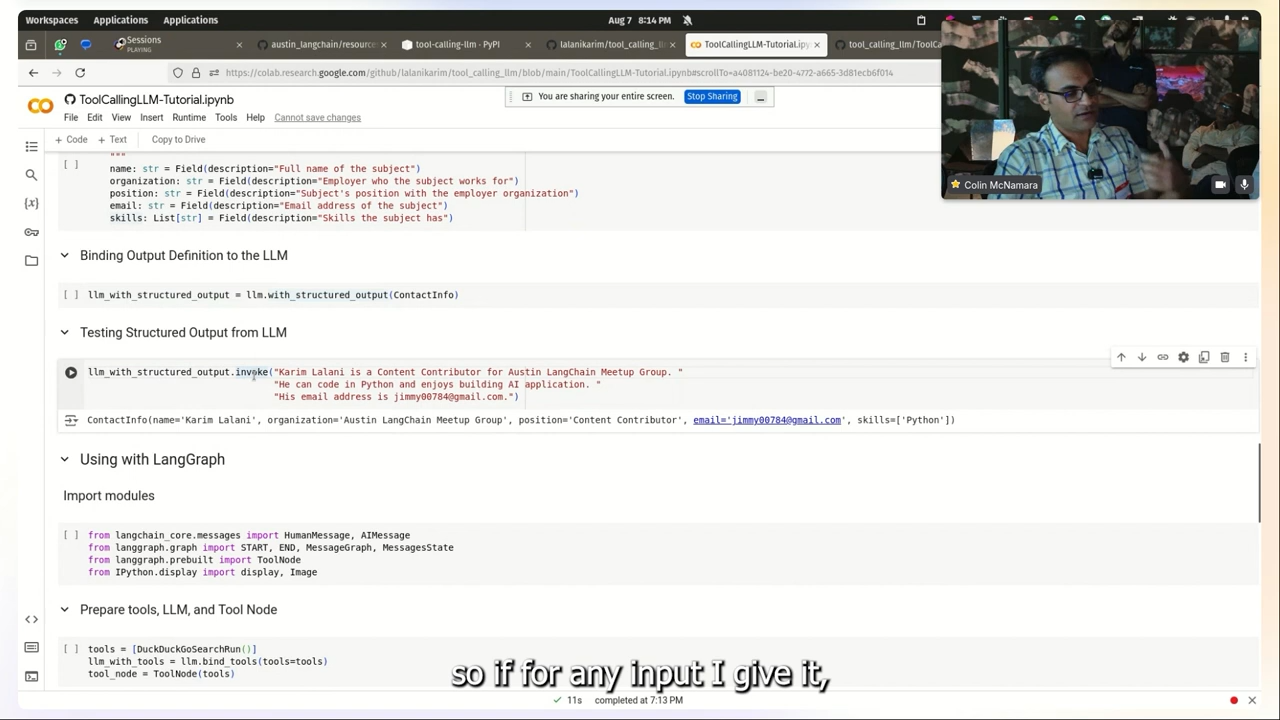 Workspaces Applications Applications Aug 7 8:14 PM
Sessions
PLAYING
austin_langchain/resource
tool-calling-llm · PyPI
lalanikarim/tool_calling_ll
ToolCallingLLM-Tutorial.ipyn
tool_calling_llm/ToolCa
https://colab.research.google.com/github/lalanikarim/tool_calling_llm/blob/main/ToolCallingLLM-Tutorial.ipynb#scrollTo=a4081124-be20-4772-a665-3d81ecb6f014
ToolCallingLLM-Tutorial.ipynb
You are sharing your entire screen. Stop Sharing
File Edit View Insert Runtime Tools Help Cannot save changes
+ Code + Text Copy to Drive
Colin McNamara
"""
[ ] name: str = Field(description="Full name of the subject")
organization: str = Field(description="Employer who the subject works for")
position: str = Field(description="Subject's position with the employer organization")
email: str = Field(description="Email address of the subject")
skills: List[str] = Field(description="Skills the subject has")
Binding Output Definition to the LLM
[ ] llm_with_structured_output = llm.with_structured_output(ContactInfo)
Testing Structured Output from LLM
llm_with_structured_output.invoke("Karim Lalani is a Content Contributor for Austin LangChain Meetup Group. "
"He can code in Python and enjoys building AI application. "
"His email address is jimmy00784@gmail.com.")
ContactInfo(name='Karim Lalani', organization='Austin LangChain Meetup Group', position='Content Contributor', email='jimmy00784@gmail.com', skills=['Python'])
Using with LangGraph
Import modules
[ ] from langchain_core.messages import HumanMessage, AIMessage
from langgraph.graph import START, END, MessageGraph, MessagesState
from langgraph.prebuilt import ToolNode
from IPython.display import display, Image
Prepare tools, LLM, and Tool Node
[ ] tools = [DuckDuckGoSearchRun()]
llm_with_tools = llm.bind_tools(tools=tools)
tool_node = ToolNode(tools)
so if for any input I give it,
11s completed at 7:13 PM